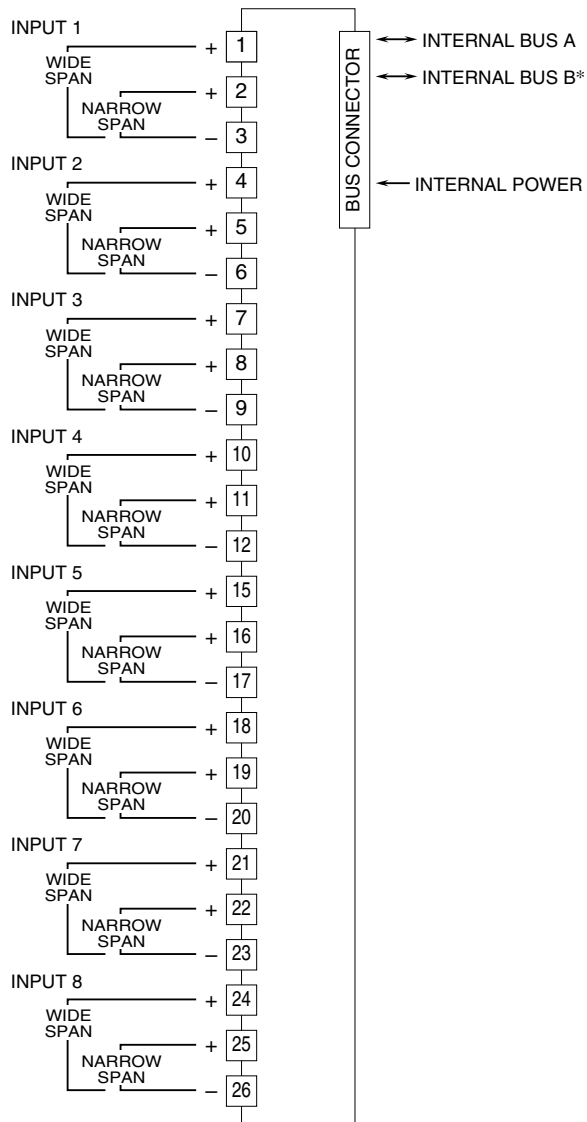 INPUT 1
WIDE
SPAN
+ 1
NARROW
SPAN
+ 2
– 3
INPUT 2
WIDE
SPAN
+ 4
NARROW
SPAN
+ 5
– 6
INPUT 3
WIDE
SPAN
+ 7
NARROW
SPAN
+ 8
– 9
INPUT 4
WIDE
SPAN
+ 10
NARROW
SPAN
+ 11
– 12
INPUT 5
WIDE
SPAN
+ 15
NARROW
SPAN
+ 16
– 17
INPUT 6
WIDE
SPAN
+ 18
NARROW
SPAN
+ 19
– 20
INPUT 7
WIDE
SPAN
+ 21
NARROW
SPAN
+ 22
– 23
INPUT 8
WIDE
SPAN
+ 24
NARROW
SPAN
+ 25
– 26
BUS CONNECTOR
INTERNAL BUS A
INTERNAL BUS B*
INTERNAL POWER